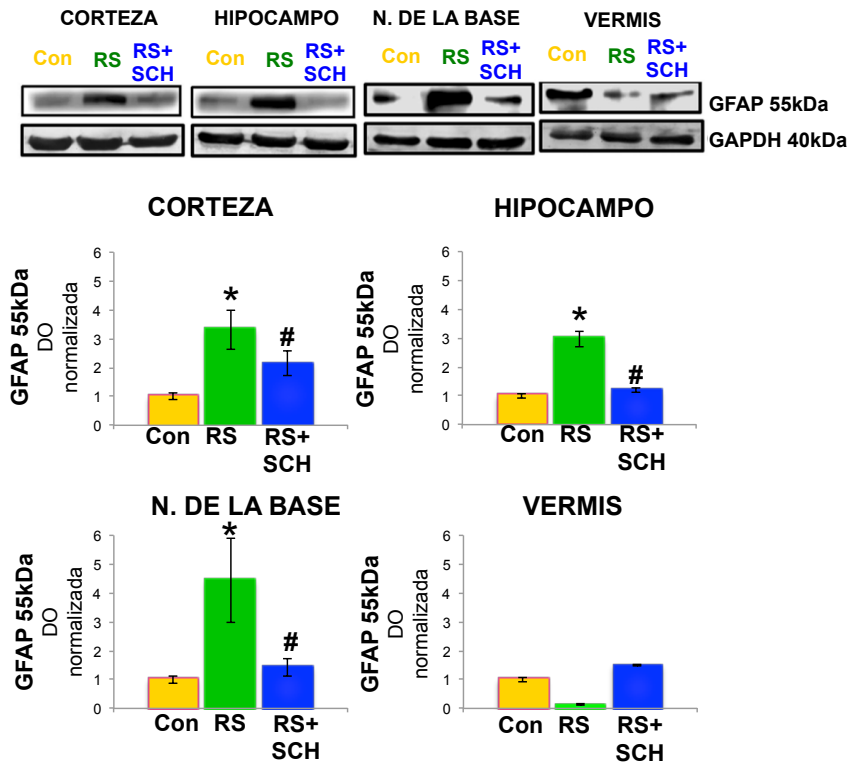 CORTEZA HIPOCAMPO N. DE LA BASE VERMIS
Con RS RS+ SCH Con RS RS+ SCH Con RS RS+ SCH Con RS RS+ SCH
GFAP 55kDa
GAPDH 40kDa
CORTEZA
GFAP 55kDa
DO
normalizada
6
5
4
3
2
1
0
*
#
Con RS RS+
SCH
HIPOCAMPO
GFAP 55kDa
DO
normalizada
6
5
4
3
2
1
0
*
#
Con RS RS+
SCH
N. DE LA BASE
GFAP 55kDa
DO
normalizada
6
5
4
3
2
1
0
*
#
Con RS RS+
SCH
VERMIS
GFAP 55kDa
DO
normalizada
6
5
4
3
2
1
0
Con RS RS+
SCH